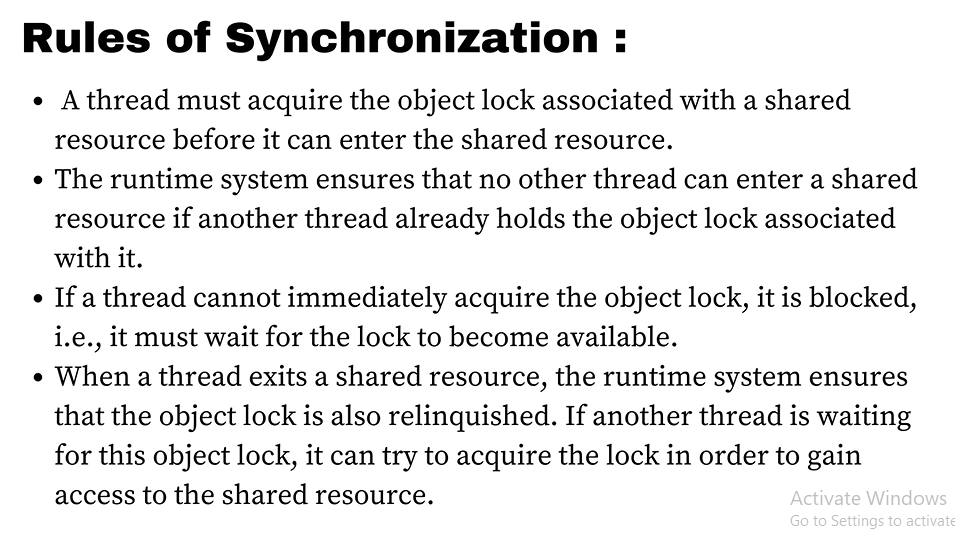 Rules of Synchronization :
• A thread must acquire the object lock associated with a shared
resource before it can enter the shared resource.
• The runtime system ensures that no other thread can enter a shared
resource if another thread already holds the object lock associated
with it.
• If a thread cannot immediately acquire the object lock, it is blocked,
i.e., it must wait for the lock to become available.
• When a thread exits a shared resource, the runtime system ensures
that the object lock is also relinquished. If another thread is waiting
for this object lock, it can try to acquire the lock in order to gain
access to the shared resource.
Activate Windows
Go to Settings to activate